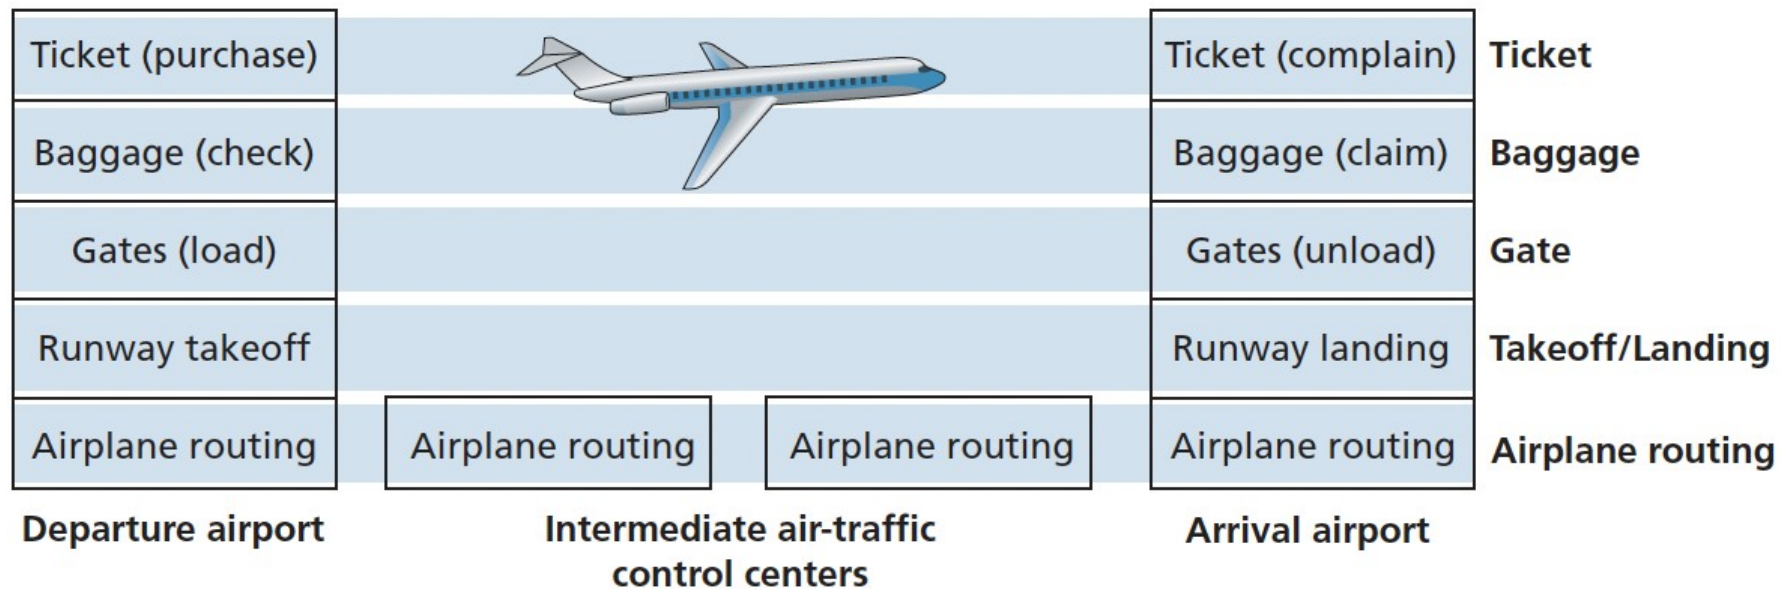 Ticket (purchase)
Ticket (complain)
Ticket
Baggage (check)
Baggage (claim)
Baggage
Gates (load)
Gates (unload)
Gate
Runway takeoff
Runway landing
Takeoff/Landing
Airplane routing
Airplane routing
Airplane routing
Airplane routing
Airplane routing
Departure airport
Intermediate air-traffic
control centers
Arrival airport